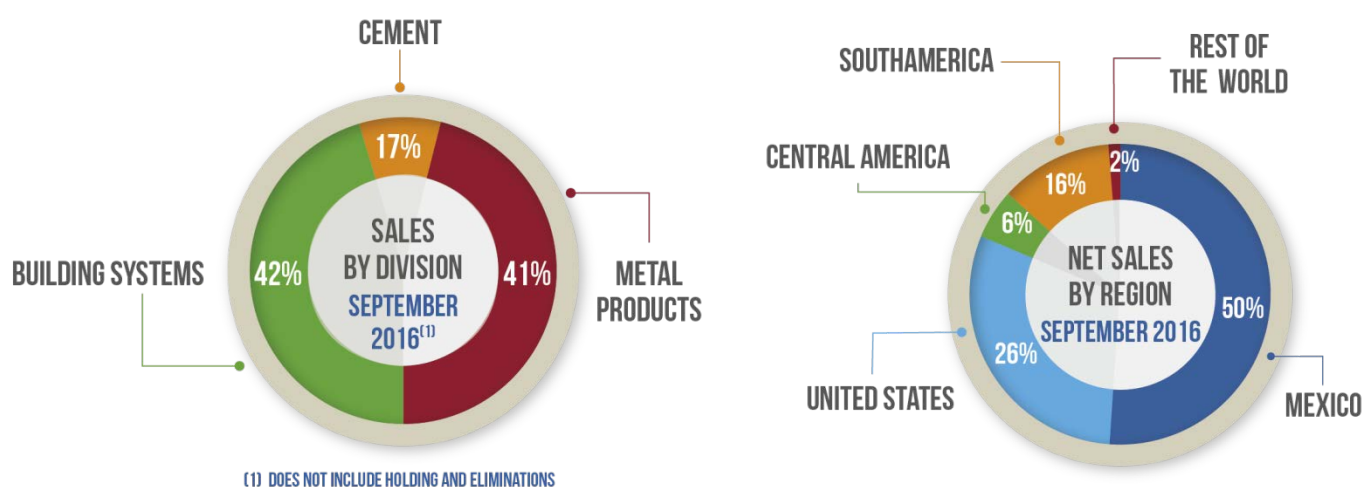 CEMENT
17%
SALES
BY DIVISION
SEPTEMBER
2016(1)
BUILDING SYSTEMS
42%
41%
METAL
PRODUCTS
(1) DOES NOT INCLUDE HOLDING AND ELIMINATIONS
SOUTHAMERICA
REST OF
THE WORLD
CENTRAL AMERICA
2%
16%
6%
NET SALES
BY REGION
SEPTEMBER 2016
50%
26%
UNITED STATES
MEXICO